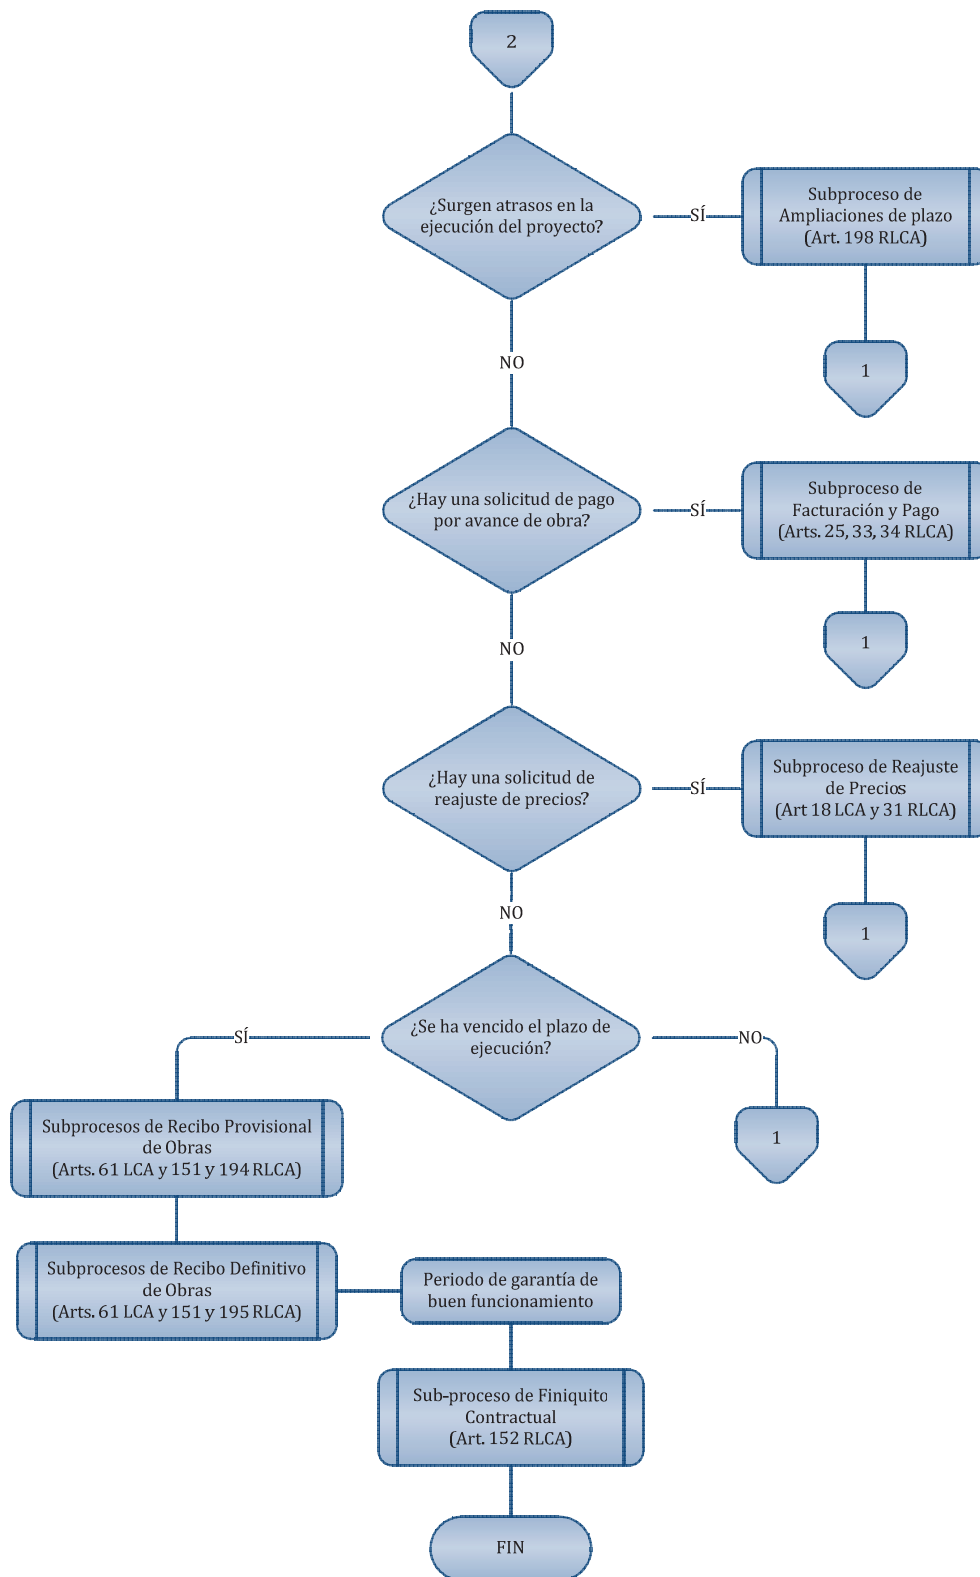 2
¿Surgen atrasos en la
ejecución del proyecto?
SÍ
Subproceso de
Ampliaciones de plazo
(Art. 198 RLCA)
1
NO
¿Hay una solicitud de pago
por avance de obra?
SÍ
Subproceso de
Facturación y Pago
(Arts. 25, 33, 34 RLCA)
1
NO
¿Hay una solicitud de
reajuste de precios?
SÍ
Subproceso de Reajuste
de Precios
(Art 18 LCA y 31 RLCA)
1
NO
¿Se ha vencido el plazo de
ejecución?
SÍ
NO
1
Subprocesos de Recibo Provisional
de Obras
(Arts. 61 LCA y 151 y 194 RLCA)
Subprocesos de Recibo Definitivo
de Obras
(Arts. 61 LCA y 151 y 195 RLCA)
Periodo de garantía de
buen funcionamiento
Sub-proceso de Finiquito
Contractual
(Art. 152 RLCA)
FIN